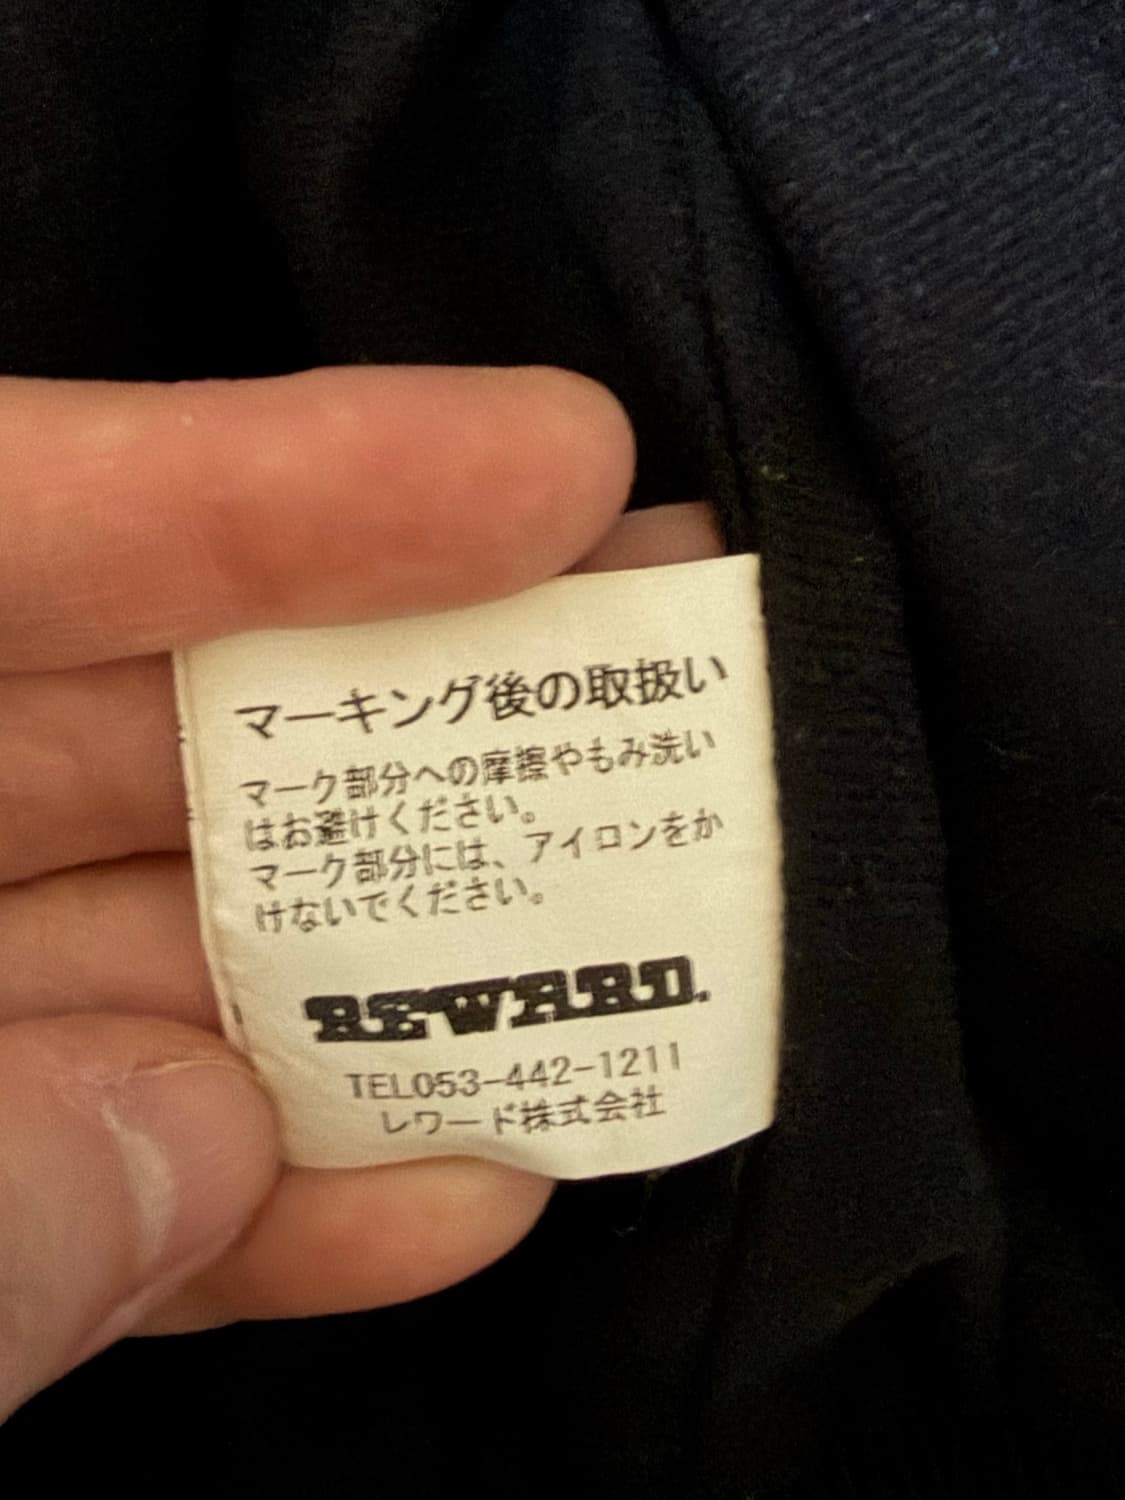 マーキング後の取扱い
マーク部分への摩擦やもみ洗い
はお避けください。
マーク部分には、アイロンをか
けないでください。
REWARD.
TEL053-442-1211
レワード株式会社